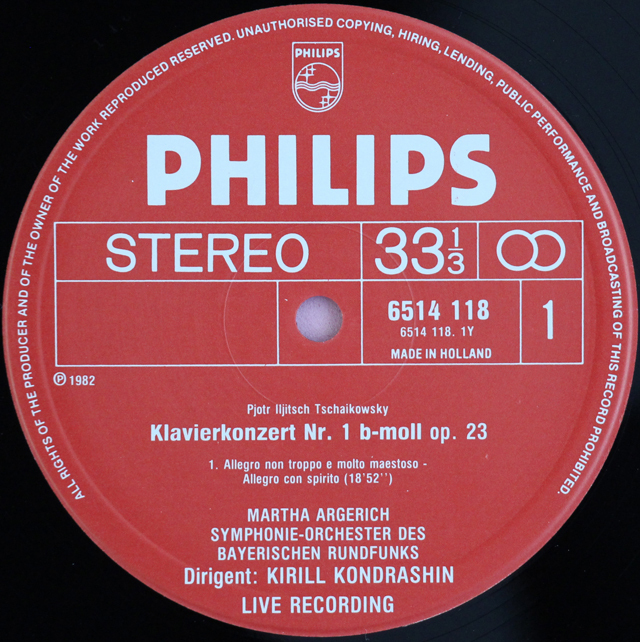 ALL RIGHTS OF THE PRODUCER AND OF THE OWNER OF THE WORK REPRODUCED RESERVED. UNAUTHORISED COPYING, HIRING, LENDING, PUBLIC PERFORMANCE AND BROADCASTING OF THIS RECORD PROHIBITED.
PHILIPS
PHILIPS
STEREO
33 1/3
6514 118
6514 118. 1Y
MADE IN HOLLAND
1
℗ 1982
Pjotr Iljitsch Tschaikowsky
Klavierkonzert Nr. 1 b-moll op. 23
1. Allegro non troppo e molto maestoso -
Allegro con spirito (18'52'')
MARTHA ARGERICH
SYMPHONIE-ORCHESTER DES
BAYERISCHEN RUNDFUNKS
Dirigent: KIRILL KONDRASHIN
LIVE RECORDING